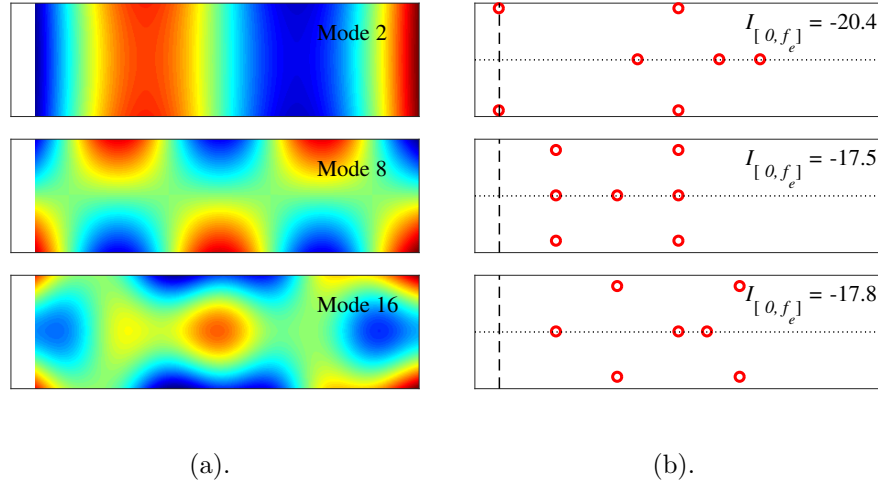 Mode 2
I[ 0, fe] = -20.4
Mode 8
I[ 0, fe] = -17.5
Mode 16
I[ 0, fe] = -17.8
(a).
(b).